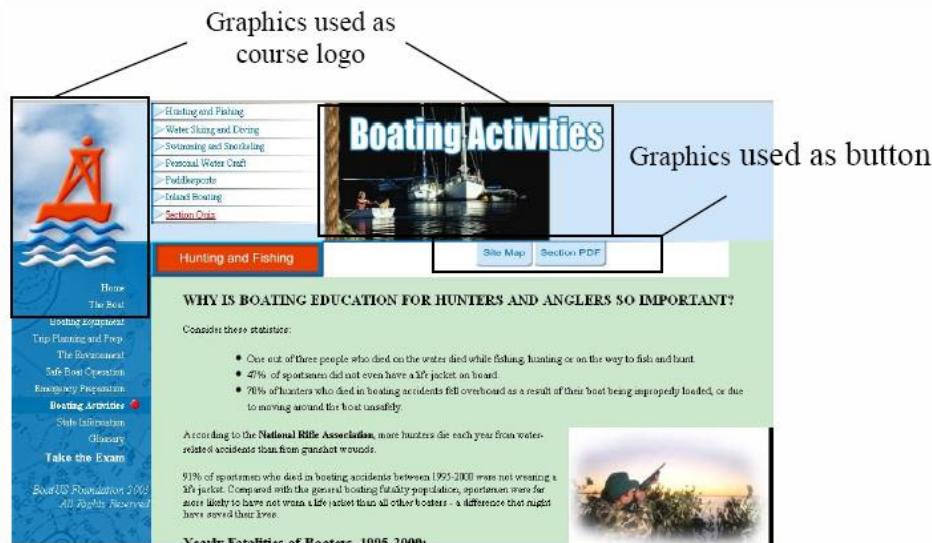 Graphics used as
course logo
Hunting and Fishing
Water Skiing and Diving
Swimming and Snorkeling
Personal Water Craft
Paddlesports
Inland Boating
Section Quiz
Boating Activities
Graphics used as button
Site Map
Section PDF
Hunting and Fishing
Home
The Boat
Boating Equipment
Trip Planning and Prep.
The Environment
Safe Boat Operation
Emergency Preparation
Boating Activities
State Information
Glossary
Take the Exam
BoatUS Foundation 2003
All Rights Reserved
WHY IS BOATING EDUCATION FOR HUNTERS AND ANGLERS SO IMPORTANT?
Consider these statistics:
One out of three people who died on the water died while fishing, hunting or on the way to fish and hunt.
47% of sportsmen did not even have a life jacket on board.
70% of hunters who died in boating accidents fell overboard as a result of their boat being improperly loaded, or due
to moving around the boat unsafely.
According to the National Rifle Association, more hunters die each year from water-
related accidents than from gunshot wounds.
91% of sportsmen who died in boating accidents between 1995-2000 were not wearing a
life jacket. Compared with the general boating fatality population, sportsmen were far
more likely to have not worn a life jacket than all other boaters - a difference that might
have saved their lives.
Yearly Fatalities of Boaters, 1995-2000: